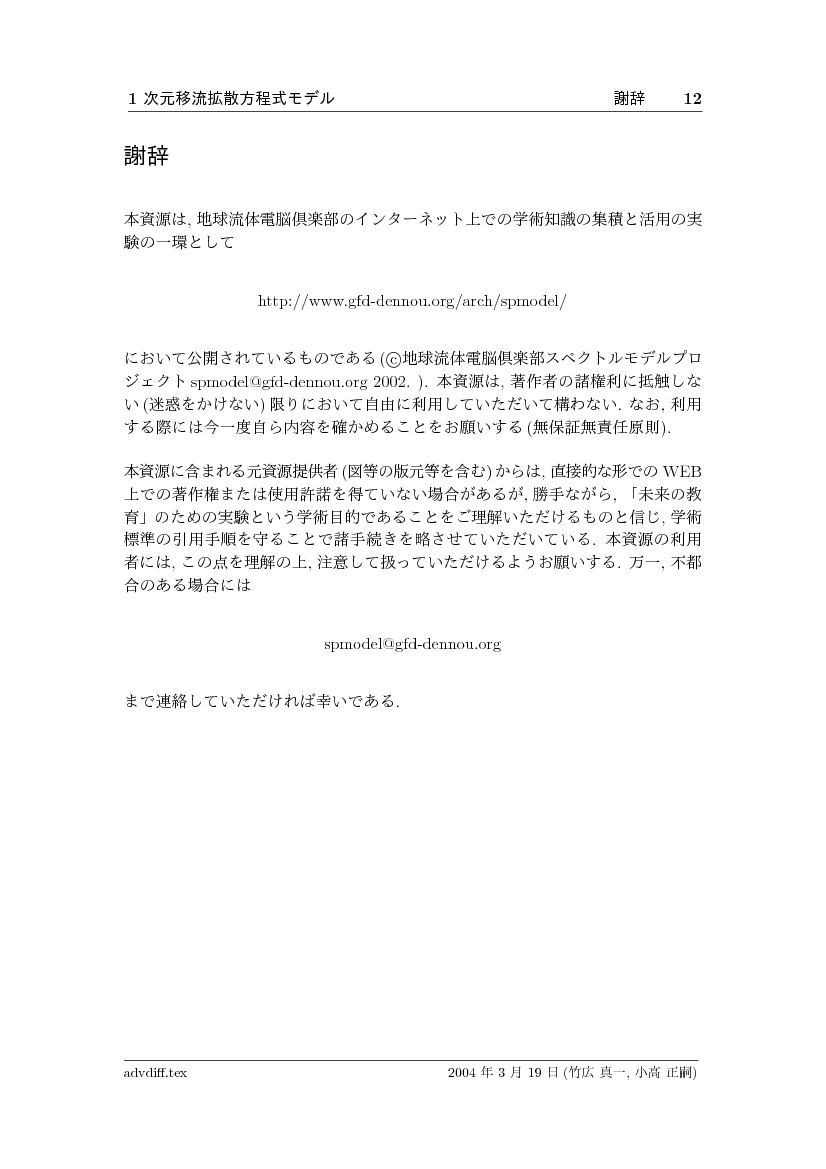 1 次元移流拡散方程式モデル 謝辞 12
謝辞
本資源は, 地球流体電脳倶楽部のインターネット上での学術知識の集積と活用の実
験の一環として
http://www.gfd-dennou.org/arch/spmodel/
において公開されているものである (©地球流体電脳倶楽部スペクトルモデルプロ
ジェクト spmodel@gfd-dennou.org 2002. ). 本資源は, 著作者の諸権利に抵触しな
い (迷惑をかけない) 限りにおいて自由に利用していただいて構わない. なお, 利用
する際には今一度自ら内容を確かめることをお願いする (無保証無責任原則).
本資源に含まれる元資源提供者 (図等の版元等を含む) からは, 直接的な形での WEB
上での著作権または使用許諾を得ていない場合があるが, 勝手ながら, 「未来の教
育」のための実験という学術目的であることをご理解いただけるものと信じ, 学術
標準の引用手順を守ることで諸手続きを略させていただいている. 本資源の利用
者には, この点を理解の上, 注意して扱っていただけるようお願いする. 万一, 不都
合のある場合には
spmodel@gfd-dennou.org
まで連絡していただければ幸いである.
advdiff.tex 2004 年 3 月 19 日 (竹広 真一, 小高 正嗣)